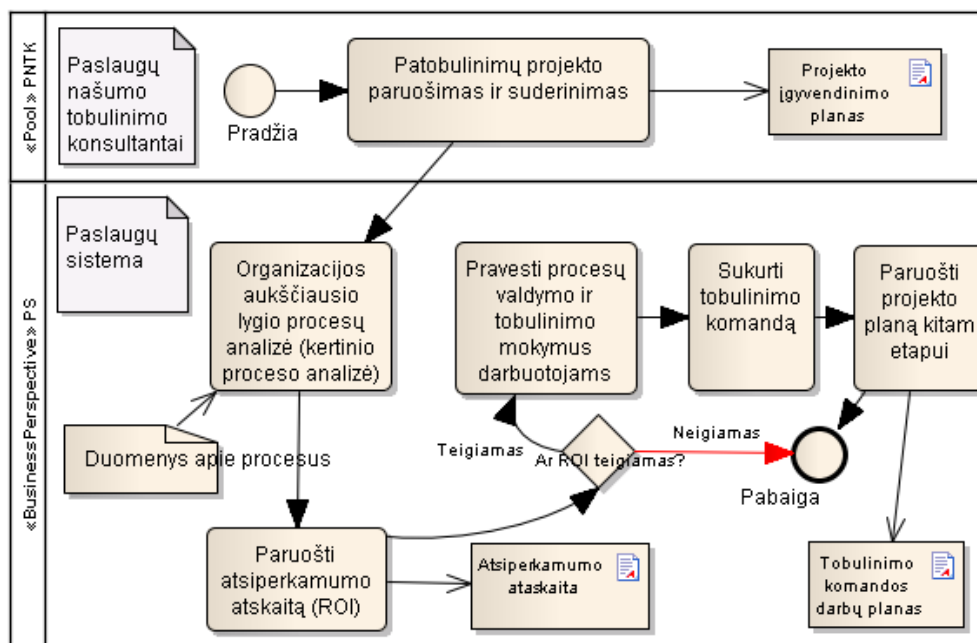 «Pool» PNTK
Paslaugų
našumo
tobulinimo
konsultantai
Pradžia
Patobulinimų projekto
paruošimas ir suderinimas
Projekto
įgyvendinimo
planas
«BusinessPerspective» PS
Paslaugų
sistema
Organizacijos
aukščiausio
lygio procesų
analizė (kertinio
proceso analizė)
Pravesti procesų
valdymo ir
tobulinimo
mokymus
darbuotojams
Sukurti
tobulinimo
komandą
Paruošti
projekto
planą kitam
etapui
Duomenys apie procesus
Teigiamas
Ar ROI teigiamas?
Neigiamas
Pabaiga
Paruošti
atsiperkamumo
atskaitą (ROI)
Atsiperkamumo
ataskaita
Tobulinimo
komandos
darbų planas